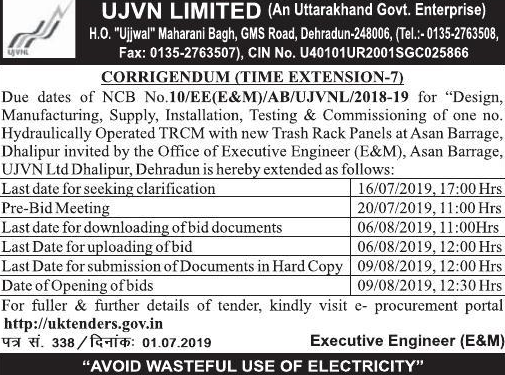 UJVN LIMITED (An Uttarakhand Govt. Enterprise)
H.O. "Ujjwal" Maharani Bagh, GMS Road, Dehradun-248006, (Tel.:- 0135-2763508,
Fax: 0135-2763507), CIN No. U40101UR2001SGC025866
UJVNL
CORRIGENDUM (TIME EXTENSION-7)
Due dates of NCB No.10/EE(E&M)/AB/UJVNL/2018-19 for "Design,
Manufacturing, Supply, Installation, Testing & Commissioning of one no.
Hydraulically Operated TRCM with new Trash Rack Panels at Asan Barrage,
Dhalipur invited by the Office of Executive Engineer (E&M), Asan Barrage,
UJVN Ltd Dhalipur, Dehradun is hereby extended as follows:
Last date for seeking clarification 16/07/2019, 17:00 Hrs
Pre-Bid Meeting 20/07/2019, 11:00 Hrs
Last date for downloading of bid documents 06/08/2019, 11:00Hrs
Last Date for uploading of bid 06/08/2019, 12:00 Hrs
Last Date for submission of Documents in Hard Copy 09/08/2019, 12:00 Hrs
Date of Opening of bids 09/08/2019, 12:30 Hrs
For fuller & further details of tender, kindly visit e- procurement portal
http://uktenders.gov.in
पत्र सं. 338/दिनांक: 01.07.2019 Executive Engineer (E&M)
"AVOID WASTEFUL USE OF ELECTRICITY"